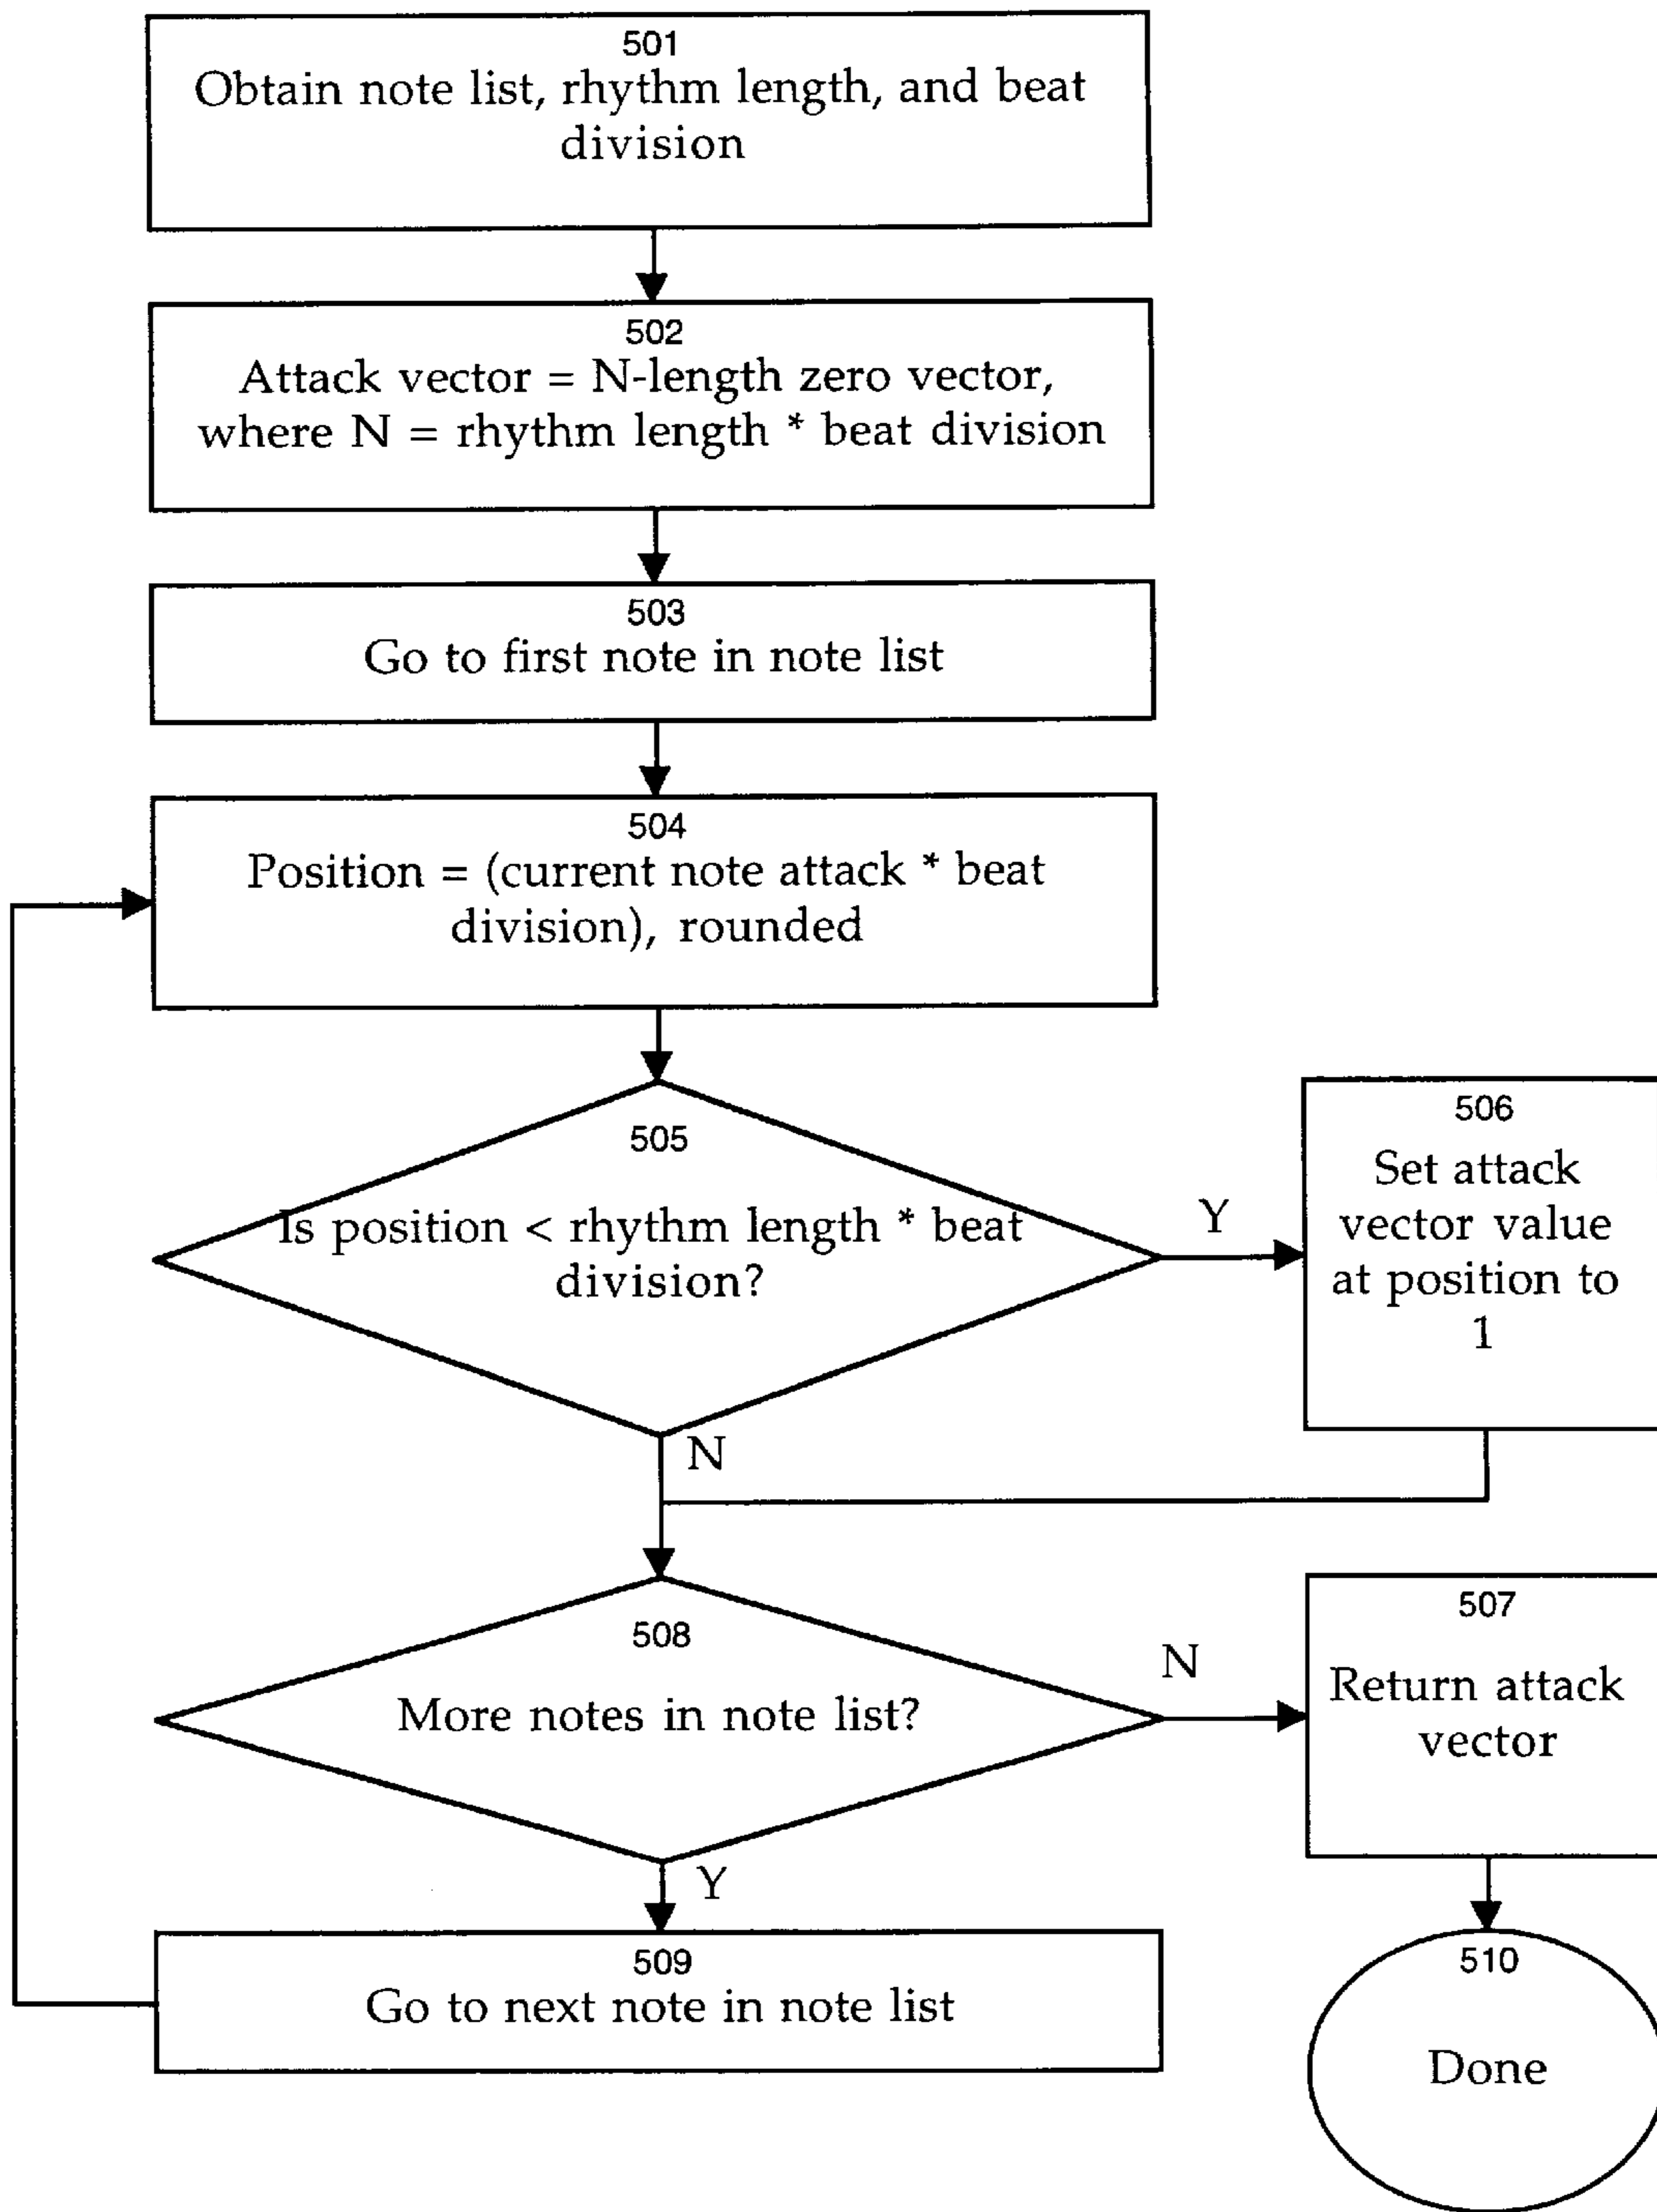 501
Obtain note list, rhythm length, and beat
division
502
Attack vector = N-length zero vector,
where N = rhythm length * beat division
503
Go to first note in note list
504
Position = (current note attack * beat
division), rounded
505
Is position < rhythm length * beat
division?
Y
506
Set attack
vector value
at position to
1
N
508
More notes in note list?
N
507
Return attack
vector
Y
509
Go to next note in note list
510
Done